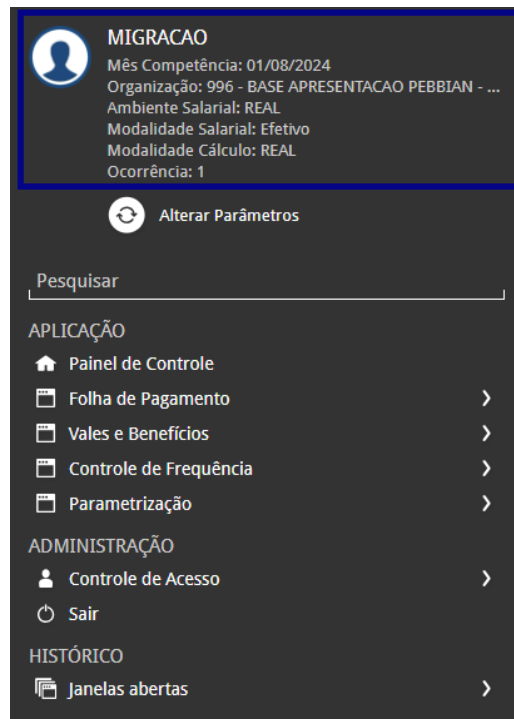 MIGRACAO
Mês Competência: 01/08/2024
Organização: 996 - BASE APRESENTACAO PEBBIAN - ...
Ambiente Salarial: REAL
Modalidade Salarial: Efetivo
Modalidade Cálculo: REAL
Ocorrência: 1
Alterar Parâmetros
Pesquisar
APLICAÇÃO
Painel de Controle
Folha de Pagamento
Vales e Benefícios
Controle de Frequência
Parametrização
ADMINISTRAÇÃO
Controle de Acesso
Sair
HISTÓRICO
Janelas abertas